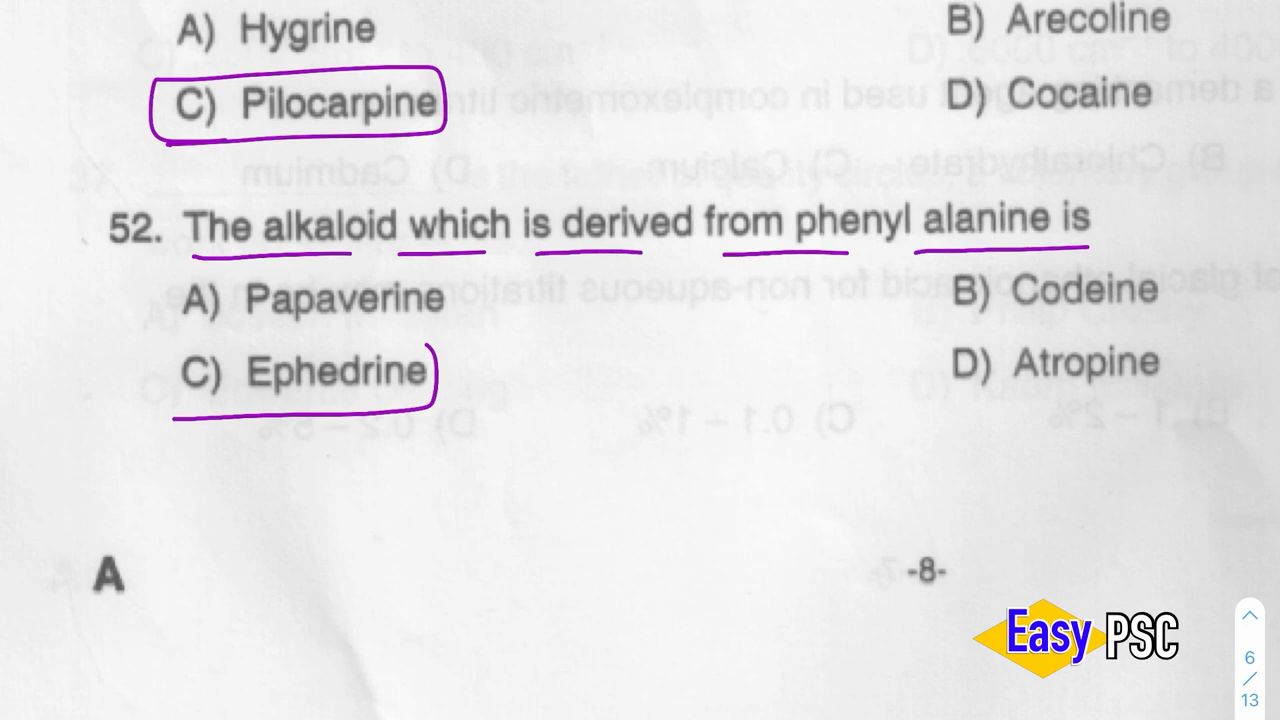 A) Hygrine B) Arecoline
C) Pilocarpine D) Cocaine
52. The alkaloid which is derived from phenyl alanine is
A) Papaverine B) Codeine
C) Ephedrine D) Atropine
A -8-
Easy PSC
6
/
13